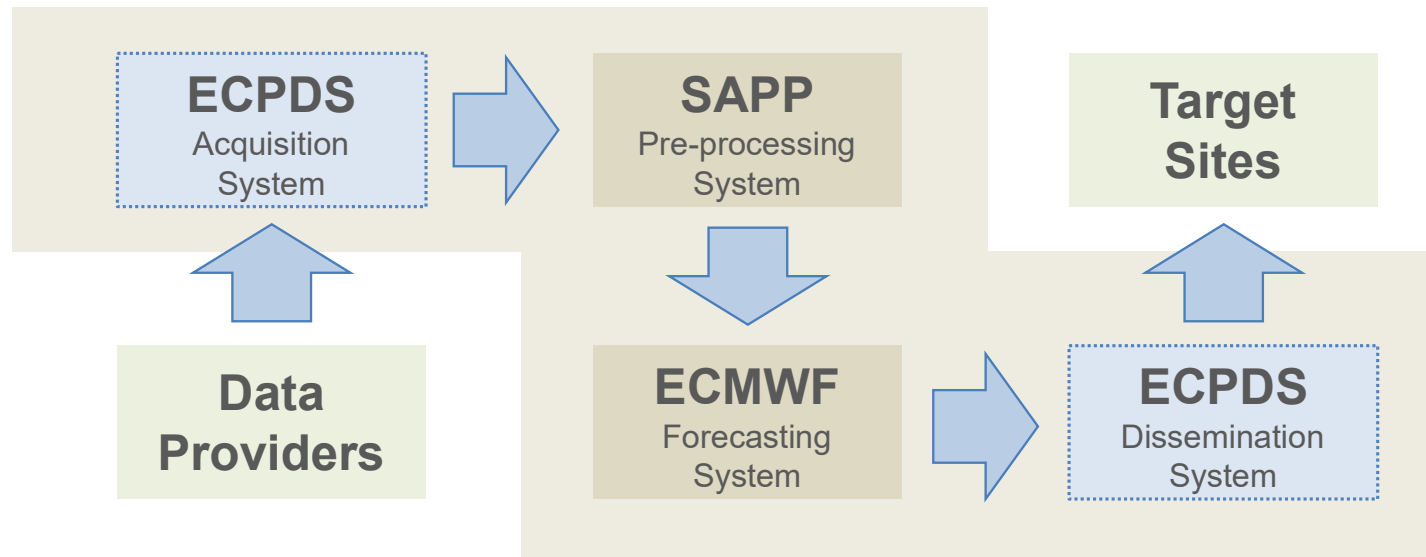 ECPDS
Acquisition
System
SAPP
Pre-processing
System
Target
Sites
Data
Providers
ECMWF
Forecasting
System
ECPDS
Dissemination
System